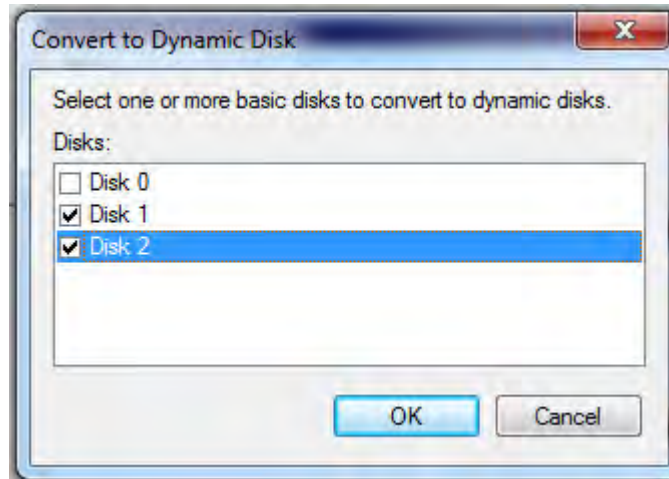 Convert to Dynamic Disk
Select one or more basic disks to convert to dynamic disks.
Disks:
Disk 0
Disk 1
Disk 2
OK Cancel